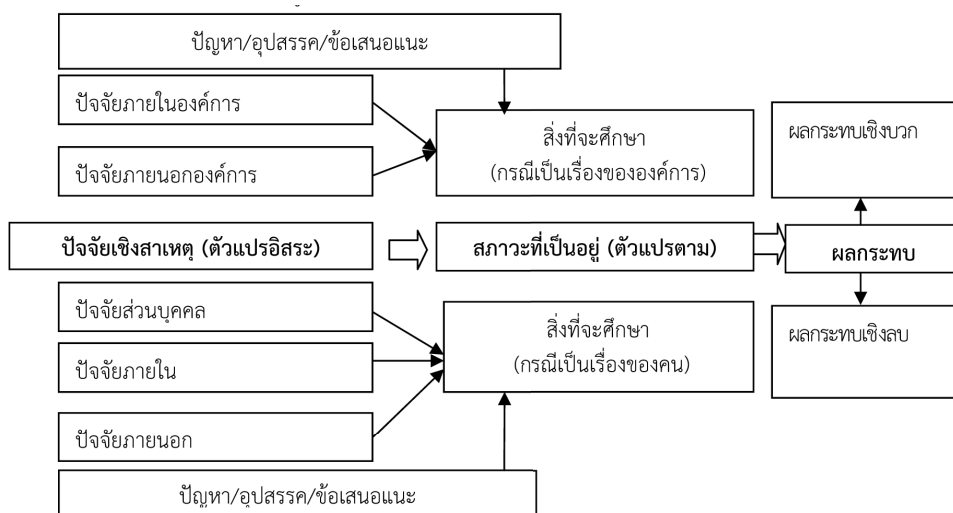 ปัญหา/อุปสรรค/ข้อเสนอแนะ
ปัจจัยภายในองค์การ
ปัจจัยภายนอกองค์การ
สิ่งที่จะศึกษา
(กรณีเป็นเรื่องขององค์การ)
ผลกระทบเชิงบวก
ปัจจัยเชิงสาเหตุ (ตัวแปรอิสระ)
สภาวะที่เป็นอยู่ (ตัวแปรตาม)
ผลกระทบ
ปัจจัยส่วนบุคคล
ปัจจัยภายใน
ปัจจัยภายนอก
สิ่งที่จะศึกษา
(กรณีเป็นเรื่องของคน)
ผลกระทบเชิงลบ
ปัญหา/อุปสรรค/ข้อเสนอแนะ